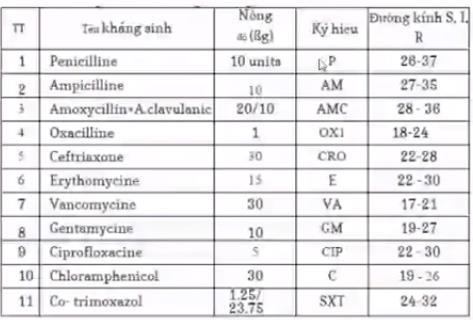 TT Tên kháng sinh Nồng độ (ßg) Ký hiệu Đường kính S, I, R
1 Penicilline 10 units P 26-37
2 Ampicilline 10 AM 27-35
3 Amoxycillin+A.clavulanic 20/10 AMC 28 - 36
4 Oxacilline 1 OX1 18-24
5 Ceftriaxone 30 CRO 22-28
6 Erythomycine 15 E 22 - 30
7 Vancomycine 30 VA 17-21
8 Gentamycine 10 GM 19-27
9 Ciprofloxacine 5 CIP 22 - 30
10 Chloramphenicol 30 C 19 - 26
11 Co- trimoxazol 1.25/ 23.75 SXT 24-32